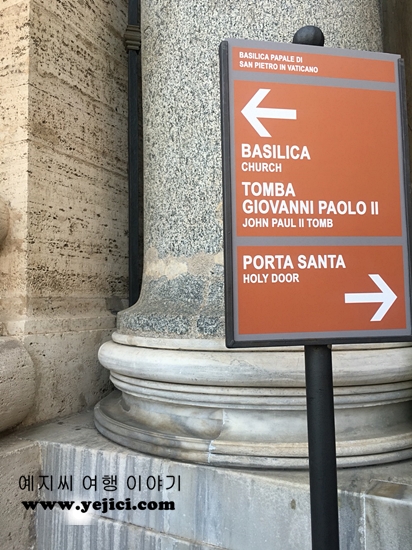 BASILICA PAPALE DI
SAN PIETRO IN VATICANO
BASILICA
CHURCH
TOMBA
GIOVANNI PAOLO II
JOHN PAUL II TOMB
PORTA SANTA
HOLY DOOR
예지씨 여행 이야기
www.yejici.com